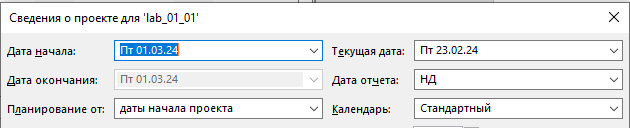 Сведения о проекте для 'lab_01_01'
Дата начала: Пт 01.03.24 Текущая дата: Пт 23.02.24
Дата окончания: Пт 01.03.24 Дата отчета: НД
Планирование от: даты начала проекта Календарь: Стандартный